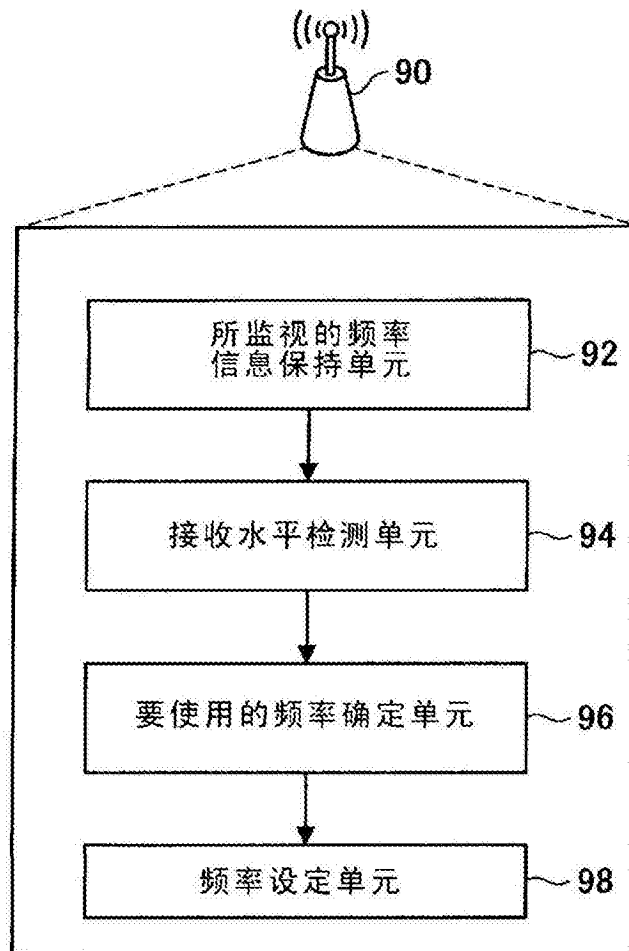 90
所监视的频率
信息保持单元
92
接收水平检测单元
94
要使用的频率确定单元
96
频率设定单元
98